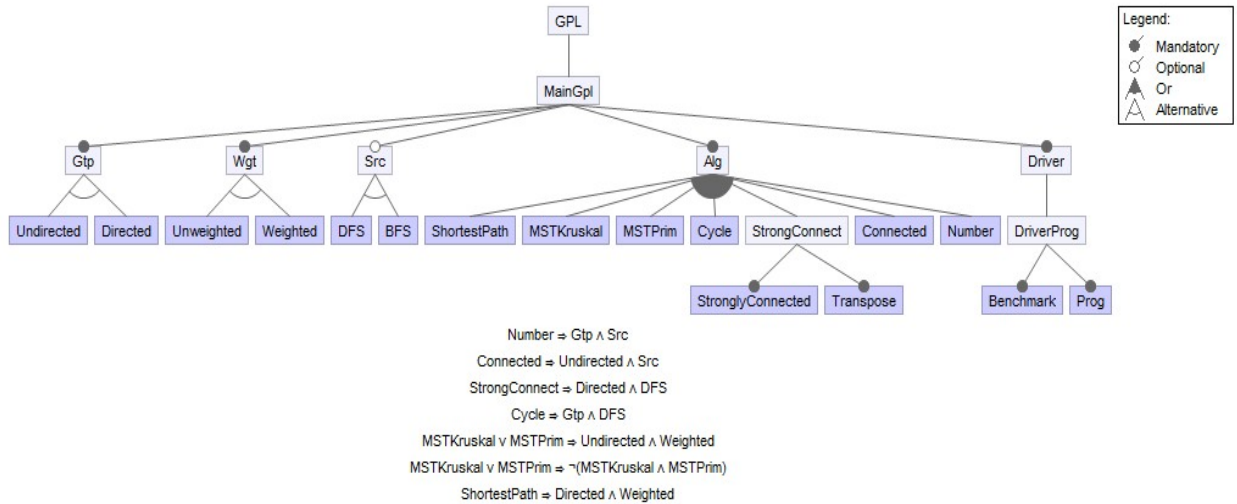 GPL
Legend:
Mandatory
Optional
Or
Alternative
MainGpl
Gtp Wgt Src Alg Driver
Undirected Directed Unweighted Weighted DFS BFS ShortestPath MSTKruskal MSTPrim Cycle StrongConnect Connected Number DriverProg
StronglyConnected Transpose Benchmark Prog
Number ⇒ Gtp ∧ Src
Connected ⇒ Undirected ∧ Src
StrongConnect ⇒ Directed ∧ DFS
Cycle ⇒ Gtp ∧ DFS
MSTKruskal ∨ MSTPrim ⇒ Undirected ∧ Weighted
MSTKruskal ∨ MSTPrim ⇒ ¬(MSTKruskal ∧ MSTPrim)
ShortestPath ⇒ Directed ∧ Weighted